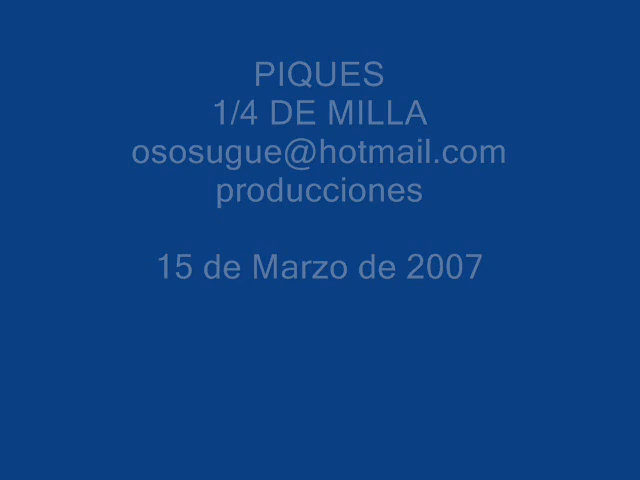 PIQUES
1/4 DE MILLA
ososugue@hotmail.com
producciones
15 de Marzo de 2007